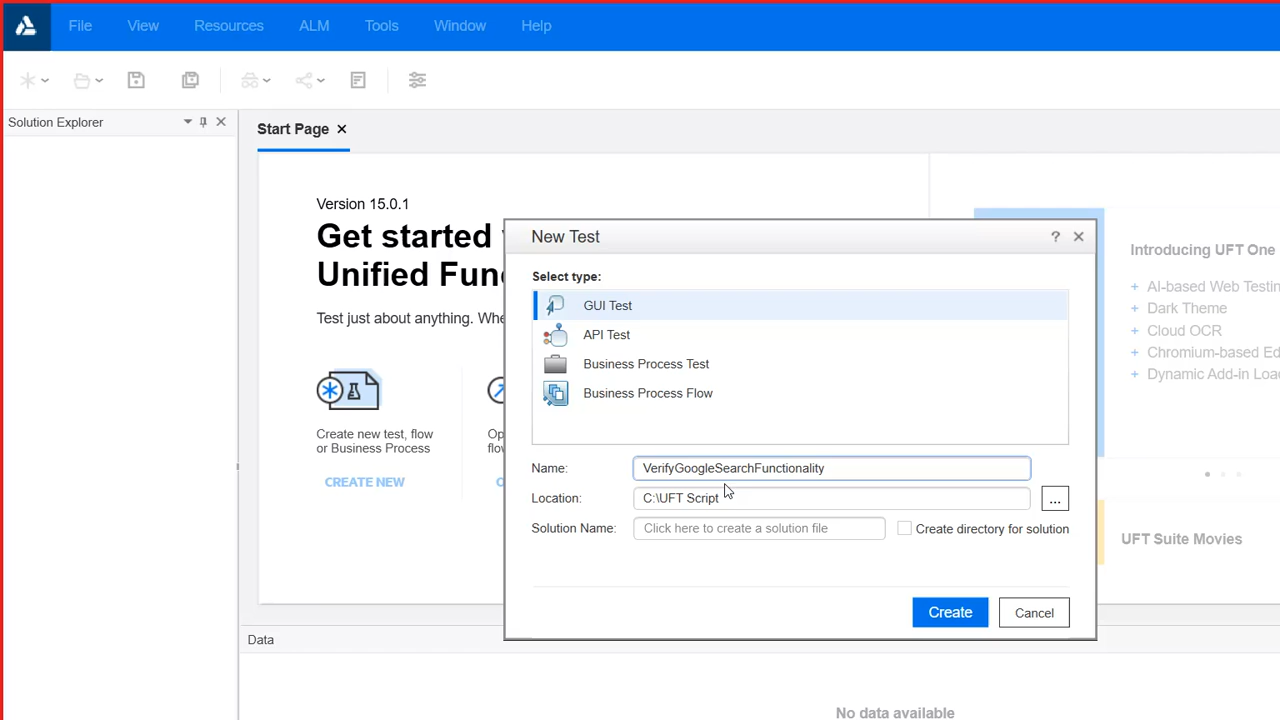 File View Resources ALM Tools Window Help
Solution Explorer
Start Page
Version 15.0.1
Get started
Unified Fun
Test just about anything. Whe
Create new test, flow
or Business Process
CREATE NEW
Op
flov
New Test
Select type:
GUI Test
API Test
Business Process Test
Business Process Flow
Name: VerifyGoogleSearchFunctionality
Location: C:\UFT Script ...
Solution Name: Click here to create a solution file Create directory for solution
Create Cancel
Introducing UFT One
+ AI-based Web Testin
+ Dark Theme
+ Cloud OCR
+ Chromium-based Ed
+ Dynamic Add-in Load
UFT Suite Movies
Data
No data available